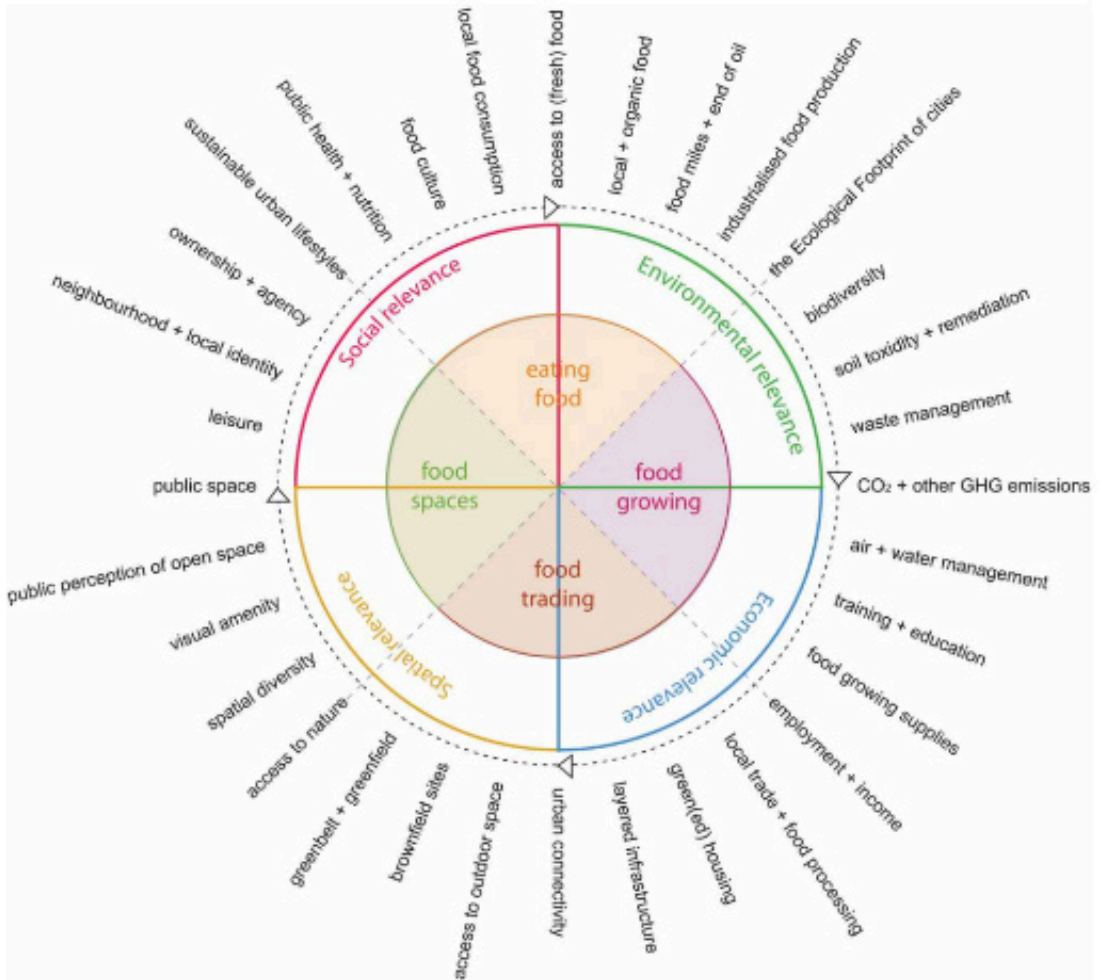 access to (fresh) food
local + organic food
food miles + end of oil
industrialised food production
the Ecological Footprint of cities
biodiversity
soil toxidity + remediation
waste management
CO₂ + other GHG emissions
air + water management
training + education
food growing supplies
employment + income
local trade + food processing
green(ed) housing
layered infrastructure
urban connectivity
access to outdoor space
brownfield sites
greenbelt + greenfield
access to nature
spatial diversity
visual amenity
public perception of open space
public space
leisure
neighbourhood + local identity
ownership + agency
sustainable urban lifestyles
public health + nutrition
food culture
local food consumption
Social relevance
Environmental relevance
Economic relevance
Spatial relevance
eating
food
food
growing
food
trading
food
spaces